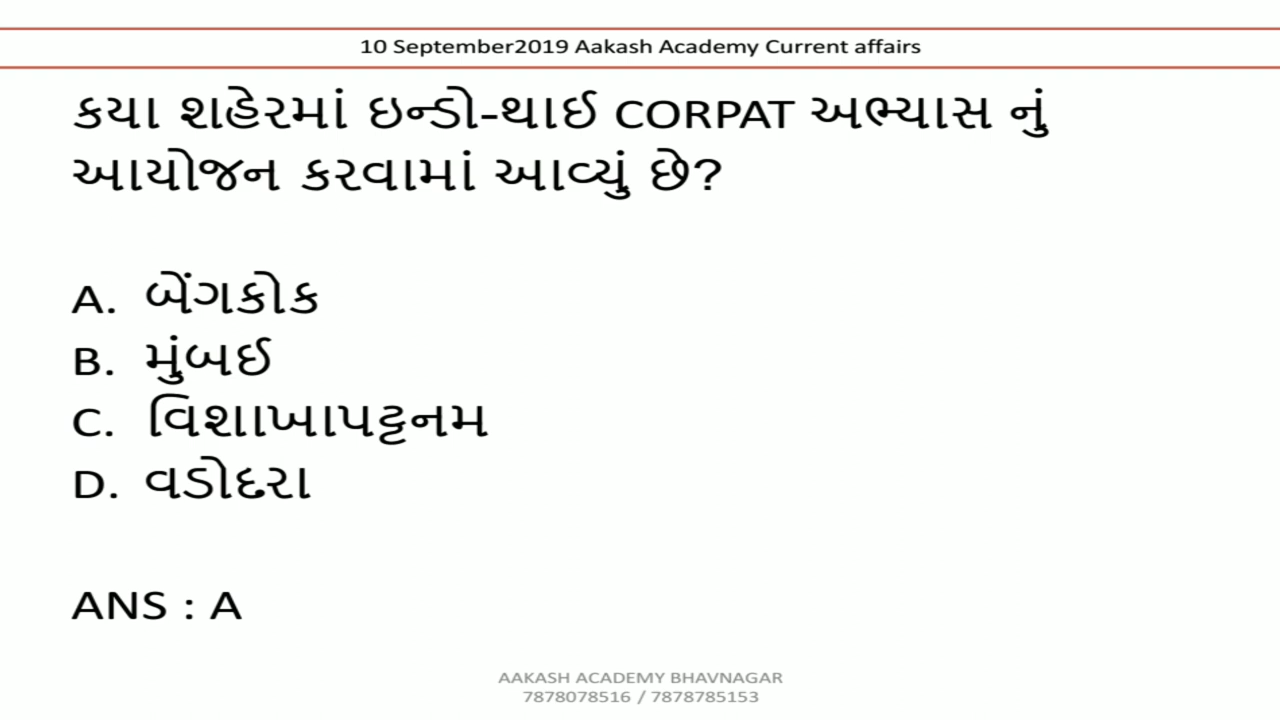 10 September2019 Aakash Academy Current affairs
કયા શહેરમાં ઇન્ડો-થાઈ CORPAT અભ્યાસ નું
આયોજન કરવામાં આવ્યું છે?
A. બેંગકોક
B. મુંબઈ
C. વિશાખાપટ્ટનમ
D. વડોદરા
ANS : A
AAKASH ACADEMY BHAVNAGAR
7878078516 / 7878785153